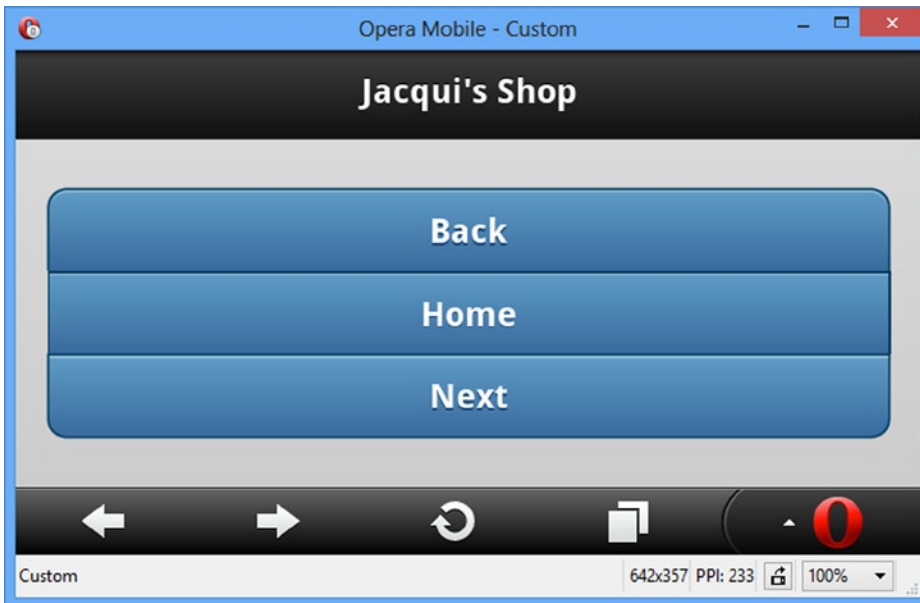 Opera Mobile - Custom
Jacqui's Shop
Back
Home
Next
Custom 642x357 PPI: 233 100%